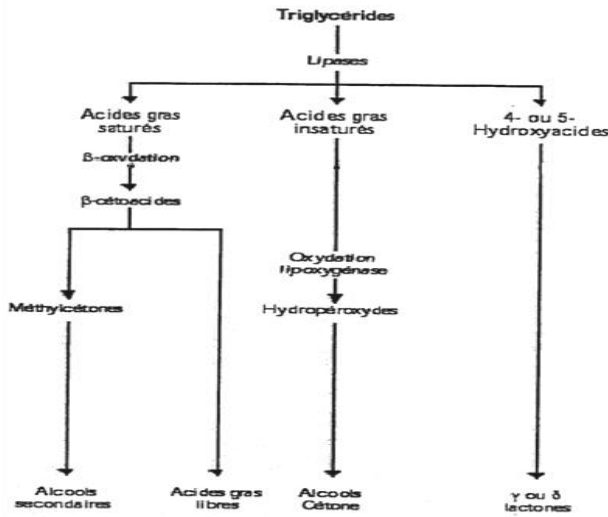 Triglycérides
Lipases
Acides gras
saturés
Acides gras
insaturés
4- ou 5-
Hydroxyacides
β-oxydation
β-cétoacides
Oxydation
lipoxygénase
Méthylcétones
Hydropéroxydes
Alcools
secondaires
Acides gras
libres
Alcools
Cétone
γ ou δ
lactones